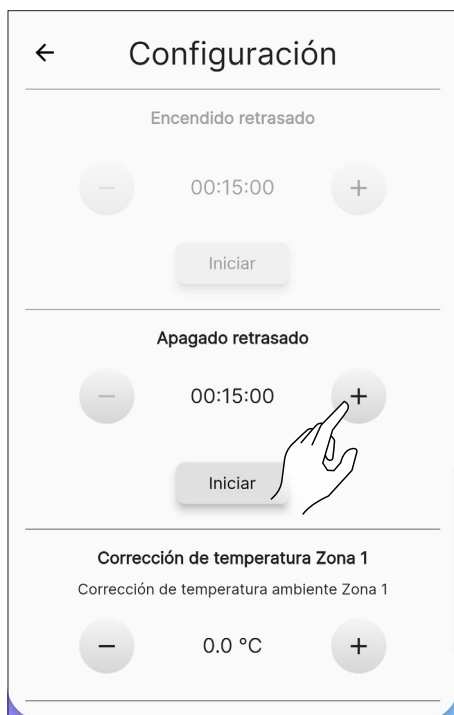 Configuración
Encendido retrasado
− 00:15:00 +
Iniciar
Apagado retrasado
− 00:15:00 +
Iniciar
Corrección de temperatura Zona 1
Corrección de temperatura ambiente Zona 1
− 0.0 °C +